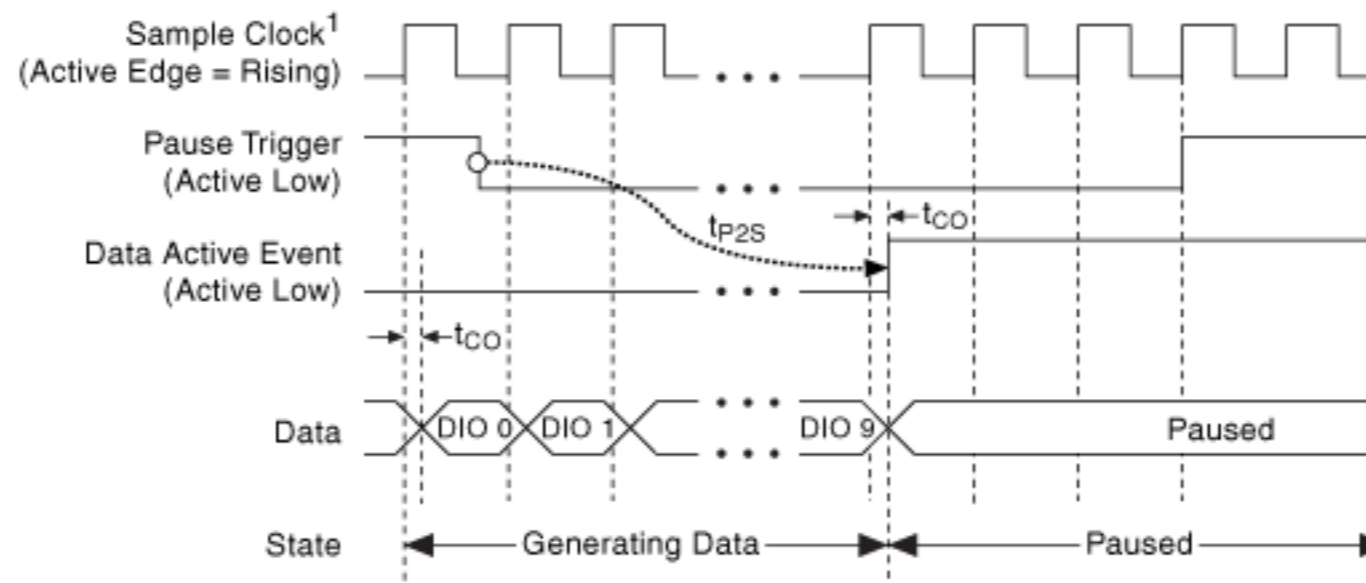 Sample Clock¹
(Active Edge = Rising)
Pause Trigger
(Active Low)
tCO
tP2S
Data Active Event
(Active Low)
tCO
Data
DIO 0
DIO 1
DIO 9
Paused
State
Generating Data
Paused